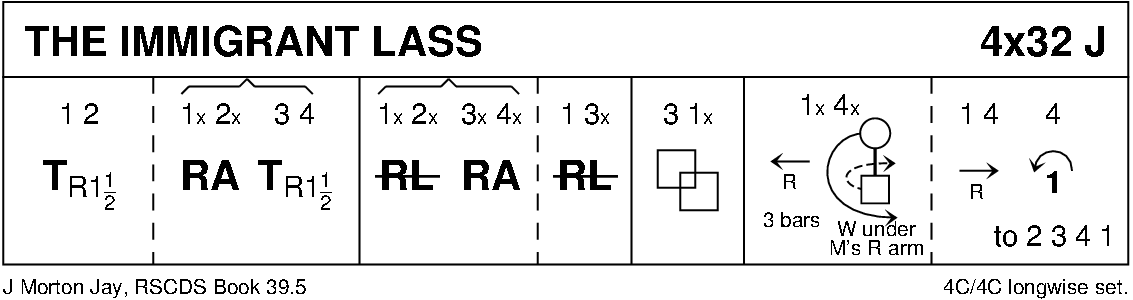 THE IMMIGRANT LASS 4x32 J
1 2 1x 2x 3 4 1x 2x 3x 4x 1 3x 3 1x 1x 4x 1 4 4
TR1½ RA TR1½ RL RA RL R R 1
3 bars W under M's R arm to 2 3 4 1
J Morton Jay, RSCDS Book 39.5 4C/4C longwise set.